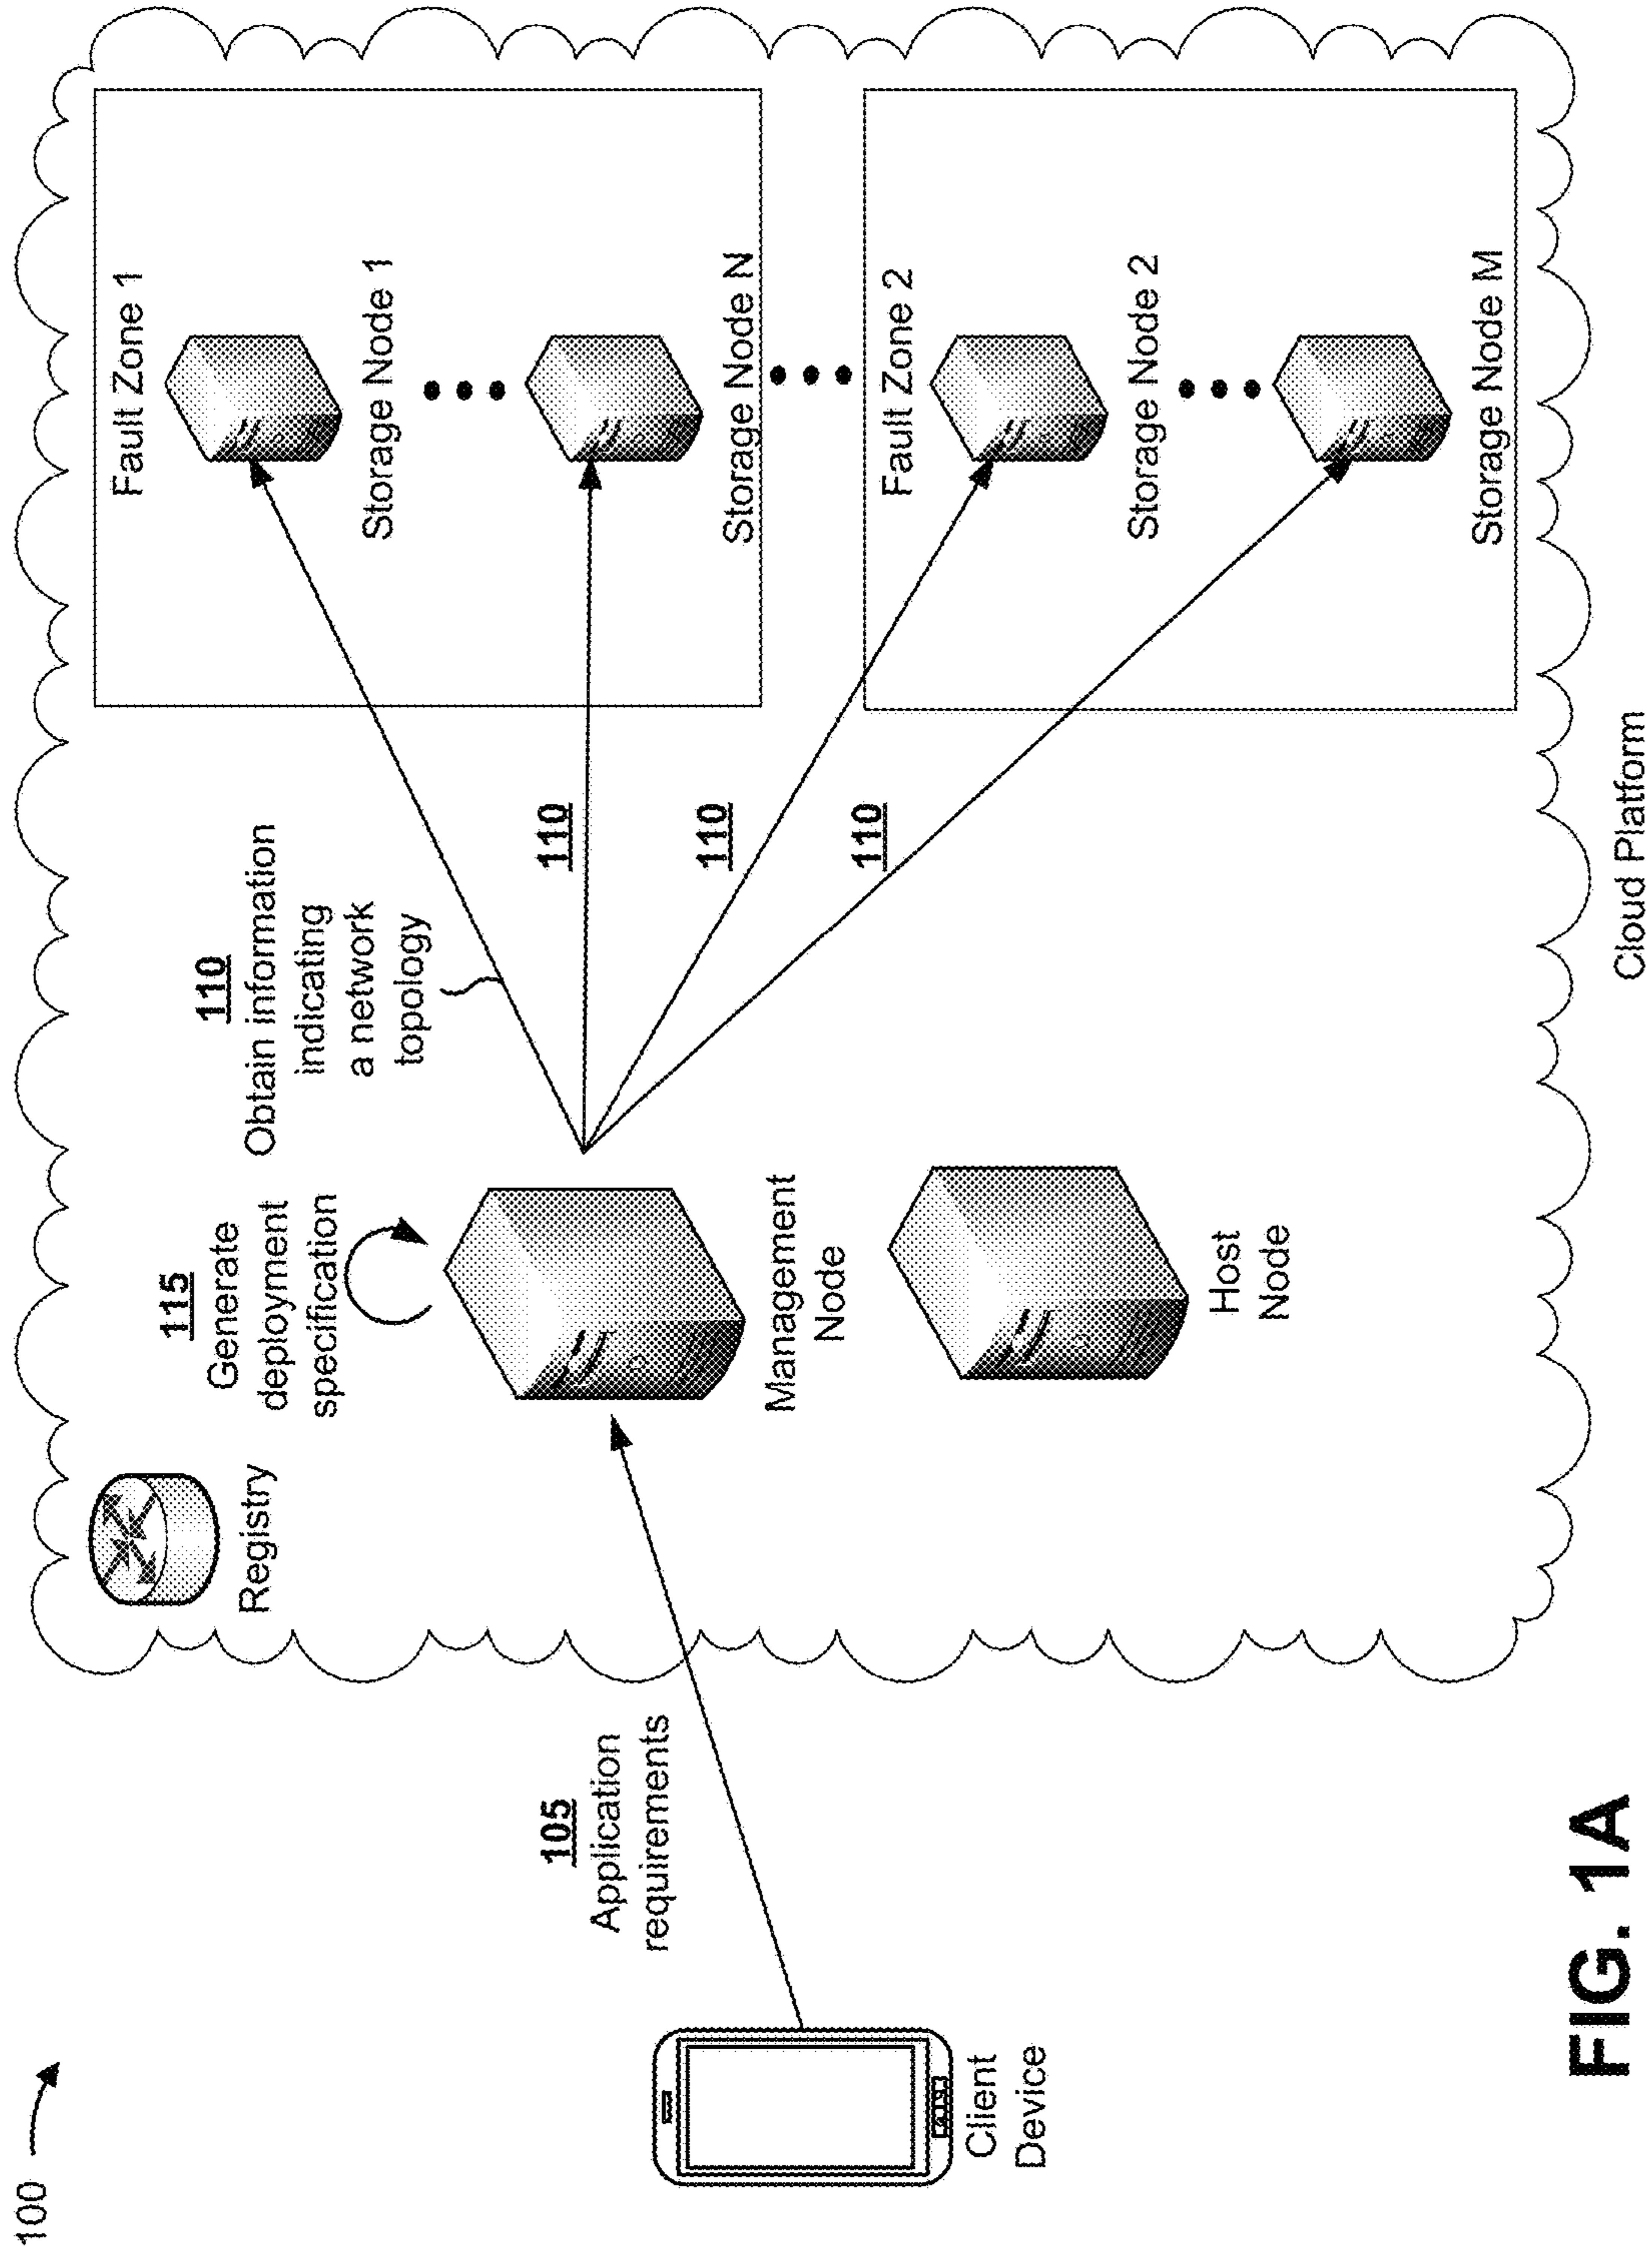 100
Registry
115
Generate
deployment
specification
110
Obtain information
indicating
a network
topology
Fault Zone 1
Storage Node 1
Storage Node N
110
110
110
105
Application
requirements
Management
Node
Fault Zone 2
Storage Node 2
Storage Node M
Client
Device
Host
Node
Cloud Platform
FIG. 1A